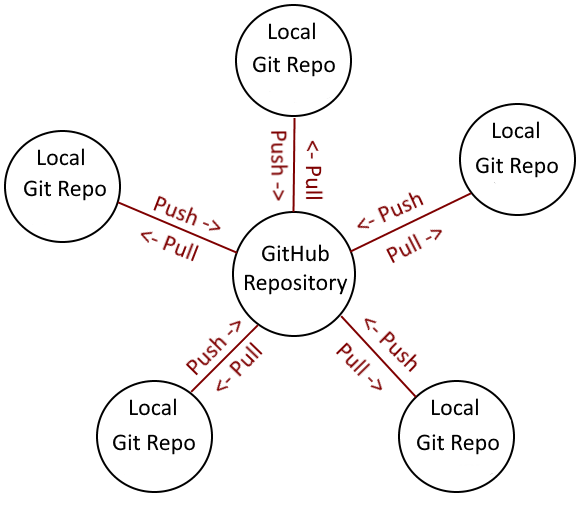 Local
Git Repo
Push ->
<- Pull
Local
Git Repo
<- Push
Pull ->
Local
Git Repo
Push ->
<- Pull
GitHub
Repository
Push ->
<- Pull
Local
Git Repo
<- Push
Pull ->
Local
Git Repo